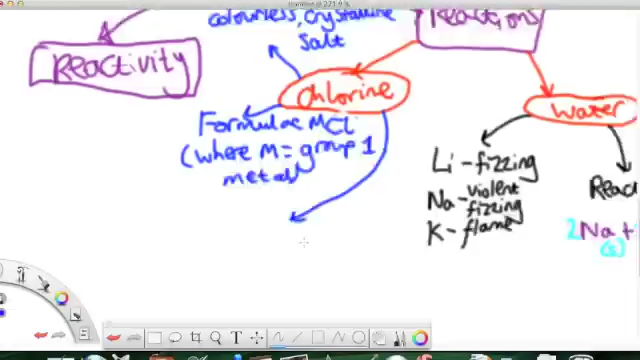 colourless, crystalline
salt
Reactions
Reactivity
Chlorine
Formulae MCl
(where M = group 1
metal)
Water
Li - fizzing
Na - violent
fizzing
K - flame
2Na +
(s)